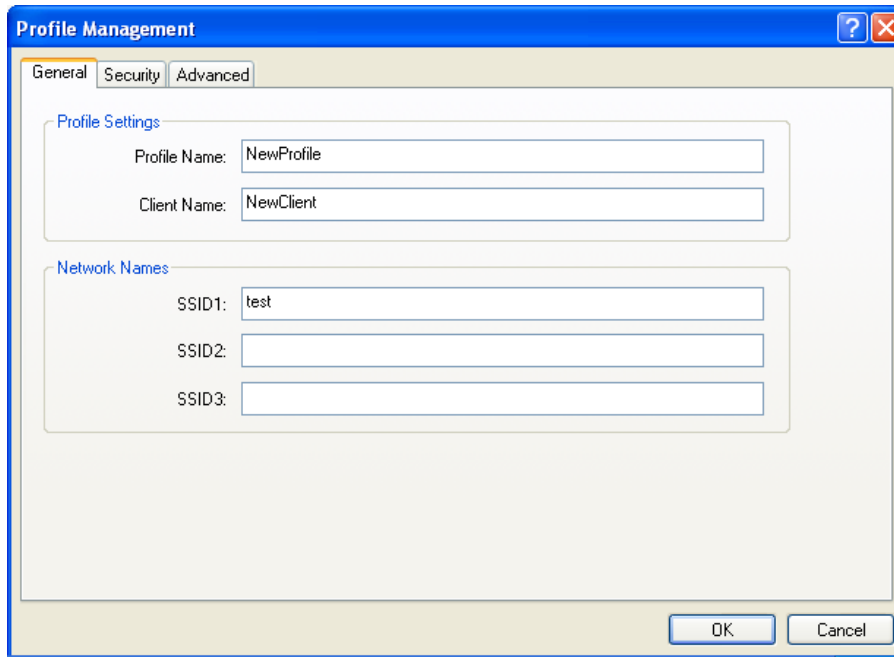 Profile Management
General Security Advanced
Profile Settings
Profile Name: NewProfile
Client Name: NewClient
Network Names
SSID1: test
SSID2:
SSID3:
OK Cancel